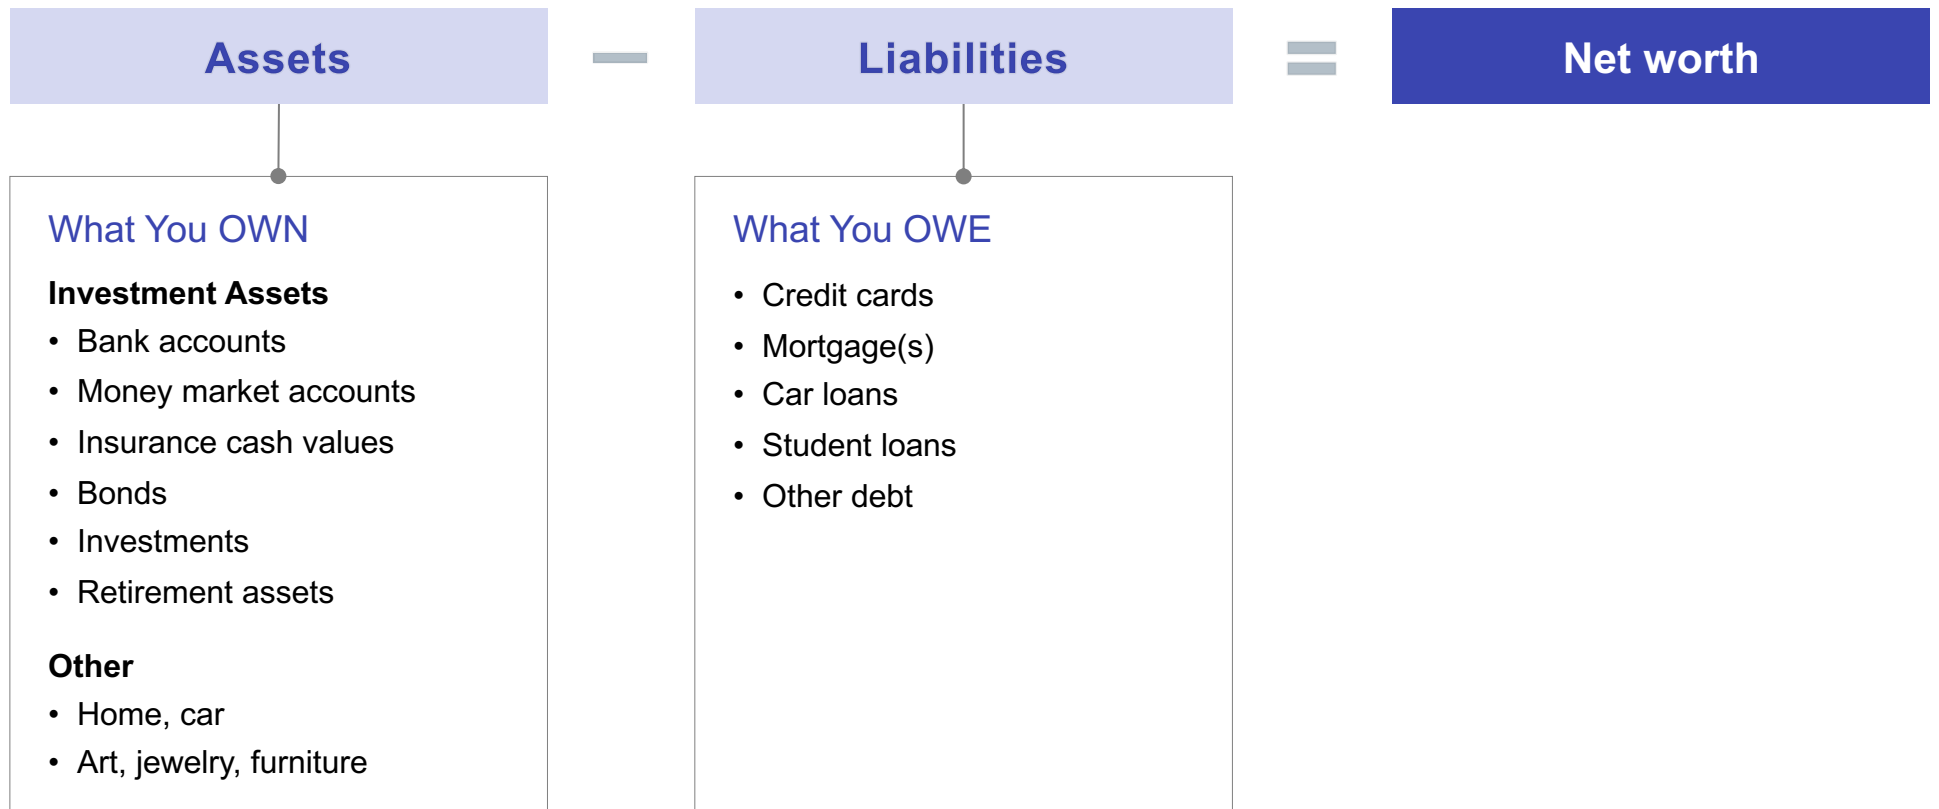 Assets
Liabilities
Net worth
What You OWN
Investment Assets
• Bank accounts
• Money market accounts
• Insurance cash values
• Bonds
• Investments
• Retirement assets
Other
• Home, car
• Art, jewelry, furniture
What You OWE
• Credit cards
• Mortgage(s)
• Car loans
• Student loans
• Other debt